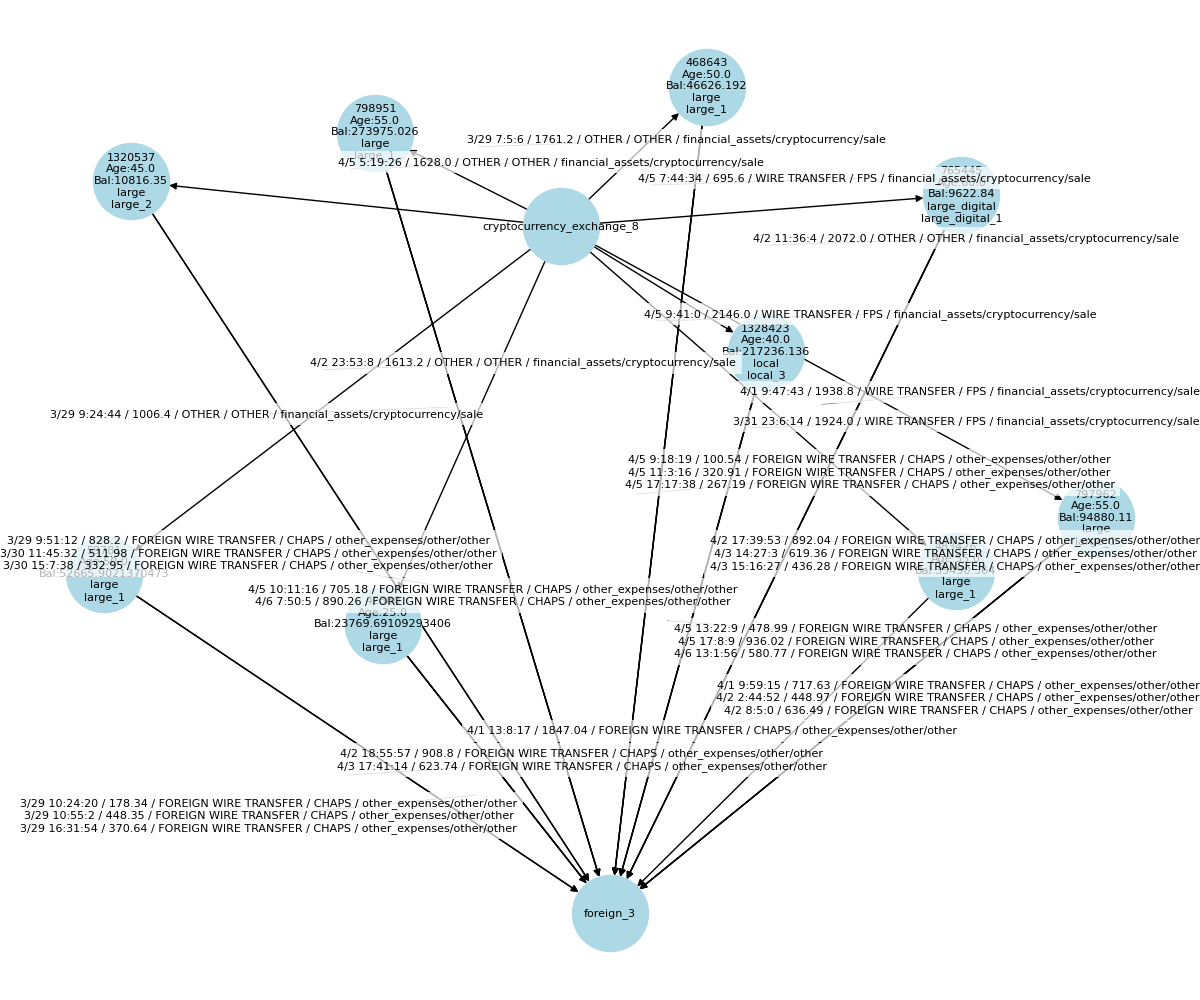 468643
Age:50.0
Bal:46626.192
large
large_1
798951
Age:55.0
Bal:273975.026
large
large_1
3/29 7:5:6 / 1761.2 / OTHER / OTHER / financial_assets/cryptocurrency/sale
4/5 5:19:26 / 1628.0 / OTHER / OTHER / financial_assets/cryptocurrency/sale
1320537
Age:45.0
Bal:10816.35
large
large_2
4/5 7:44:34 / 695.6 / WIRE TRANSFER / FPS / financial_assets/cryptocurrency/sale
Bal:9622.84
large_digital
large_digital_1
cryptocurrency_exchange_8
4/2 11:36:4 / 2072.0 / OTHER / OTHER / financial_assets/cryptocurrency/sale
4/5 9:41:0 / 2146.0 / WIRE TRANSFER / FPS / financial_assets/cryptocurrency/sale
1328423
Age:40.0
Bal:217236.136
local
local_3
4/2 23:53:8 / 1613.2 / OTHER / OTHER / financial_assets/cryptocurrency/sale
4/1 9:47:43 / 1938.8 / WIRE TRANSFER / FPS / financial_assets/cryptocurrency/sale
3/29 9:24:44 / 1006.4 / OTHER / OTHER / financial_assets/cryptocurrency/sale
3/31 23:6:14 / 1924.0 / WIRE TRANSFER / FPS / financial_assets/cryptocurrency/sale
4/5 9:18:19 / 100.54 / FOREIGN WIRE TRANSFER / CHAPS / other_expenses/other/other
4/5 11:3:16 / 320.91 / FOREIGN WIRE TRANSFER / CHAPS / other_expenses/other/other
4/5 17:17:38 / 267.19 / FOREIGN WIRE TRANSFER / CHAPS / other_expenses/other/other
797962
Age:55.0
Bal:94880.11
large
3/29 9:51:12 / 828.2 / FOREIGN WIRE TRANSFER / CHAPS / other_expenses/other/other
3/30 11:45:32 / 511.98 / FOREIGN WIRE TRANSFER / CHAPS / other_expenses/other/other
3/30 15:7:38 / 332.95 / FOREIGN WIRE TRANSFER / CHAPS / other_expenses/other/other
Bal:52665.9021370473
large
large_1
4/2 17:39:53 / 892.04 / FOREIGN WIRE TRANSFER / CHAPS / other_expenses/other/other
4/3 14:27:3 / 619.36 / FOREIGN WIRE TRANSFER / CHAPS / other_expenses/other/other
4/3 15:16:27 / 436.28 / FOREIGN WIRE TRANSFER / CHAPS / other_expenses/other/other
large
large_1
4/5 10:11:16 / 705.18 / FOREIGN WIRE TRANSFER / CHAPS / other_expenses/other/other
4/6 7:50:5 / 890.26 / FOREIGN WIRE TRANSFER / CHAPS / other_expenses/other/other
Age:25.0
Bal:23769.69109293406
large
large_1
4/5 13:22:9 / 478.99 / FOREIGN WIRE TRANSFER / CHAPS / other_expenses/other/other
4/5 17:8:9 / 936.02 / FOREIGN WIRE TRANSFER / CHAPS / other_expenses/other/other
4/6 13:1:56 / 580.77 / FOREIGN WIRE TRANSFER / CHAPS / other_expenses/other/other
4/1 9:59:15 / 717.63 / FOREIGN WIRE TRANSFER / CHAPS / other_expenses/other/other
4/2 2:44:52 / 448.97 / FOREIGN WIRE TRANSFER / CHAPS / other_expenses/other/other
4/2 8:5:0 / 636.49 / FOREIGN WIRE TRANSFER / CHAPS / other_expenses/other/other
4/1 13:8:17 / 1847.04 / FOREIGN WIRE TRANSFER / CHAPS / other_expenses/other/other
4/2 18:55:57 / 908.8 / FOREIGN WIRE TRANSFER / CHAPS / other_expenses/other/other
4/3 17:41:14 / 623.74 / FOREIGN WIRE TRANSFER / CHAPS / other_expenses/other/other
3/29 10:24:20 / 178.34 / FOREIGN WIRE TRANSFER / CHAPS / other_expenses/other/other
3/29 10:55:2 / 448.35 / FOREIGN WIRE TRANSFER / CHAPS / other_expenses/other/other
3/29 16:31:54 / 370.64 / FOREIGN WIRE TRANSFER / CHAPS / other_expenses/other/other
foreign_3